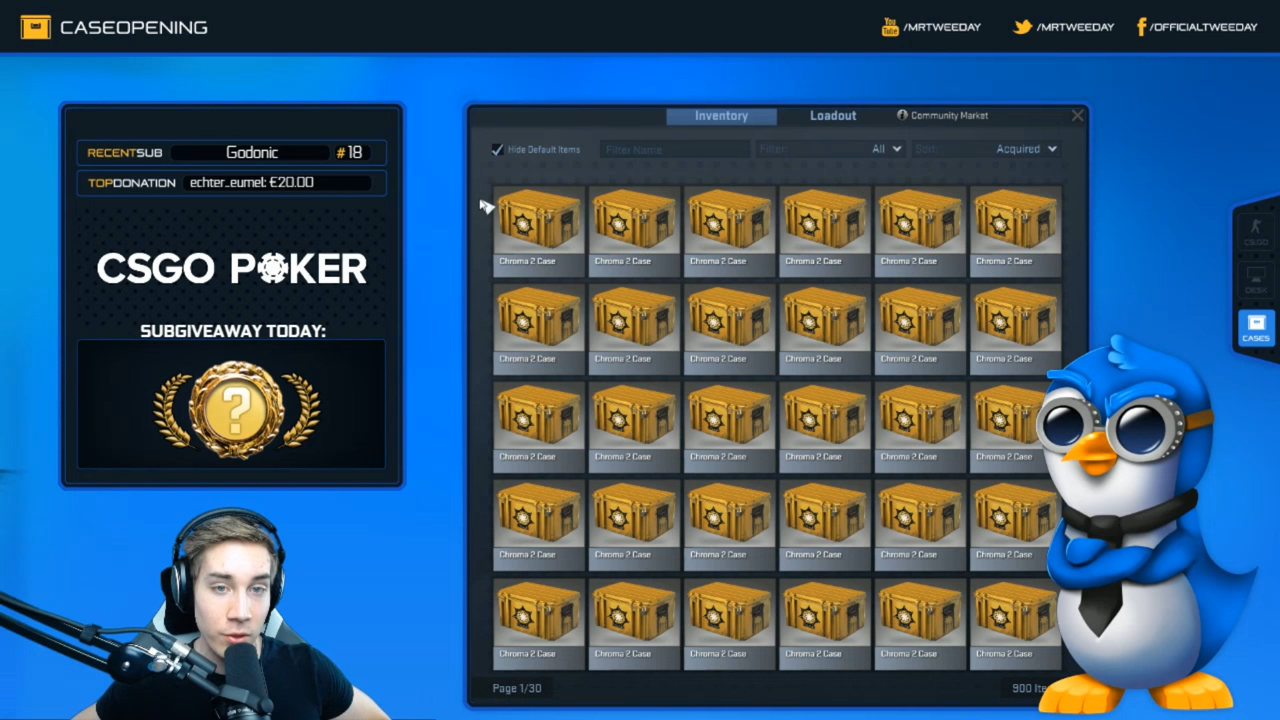 CASEOPENING
You Tube /MRTWEEDAY /MRTWEEDAY f /OFFICIALTWEEDAY
RECENTSUB Godonic #18
TOPDONATION echter_eumel: €20.00
CSGO POKER
SUBGIVEAWAY TODAY:
?
Inventory Loadout Community Market
Hide Default Items Filter Name Filter: All Sort: Acquired
Chroma 2 Case Chroma 2 Case Chroma 2 Case Chroma 2 Case Chroma 2 Case Chroma 2 Case
Chroma 2 Case Chroma 2 Case Chroma 2 Case Chroma 2 Case Chroma 2 Case Chroma 2 Case
Chroma 2 Case Chroma 2 Case Chroma 2 Case Chroma 2 Case Chroma 2 Case Chroma 2 Case
Chroma 2 Case Chroma 2 Case Chroma 2 Case Chroma 2 Case Chroma 2 Case Chroma 2 Case
Chroma 2 Case Chroma 2 Case Chroma 2 Case Chroma 2 Case Chroma 2 Case Chroma 2 Case
Page 1/30 900 Ite
CSGO
DESK
CASES